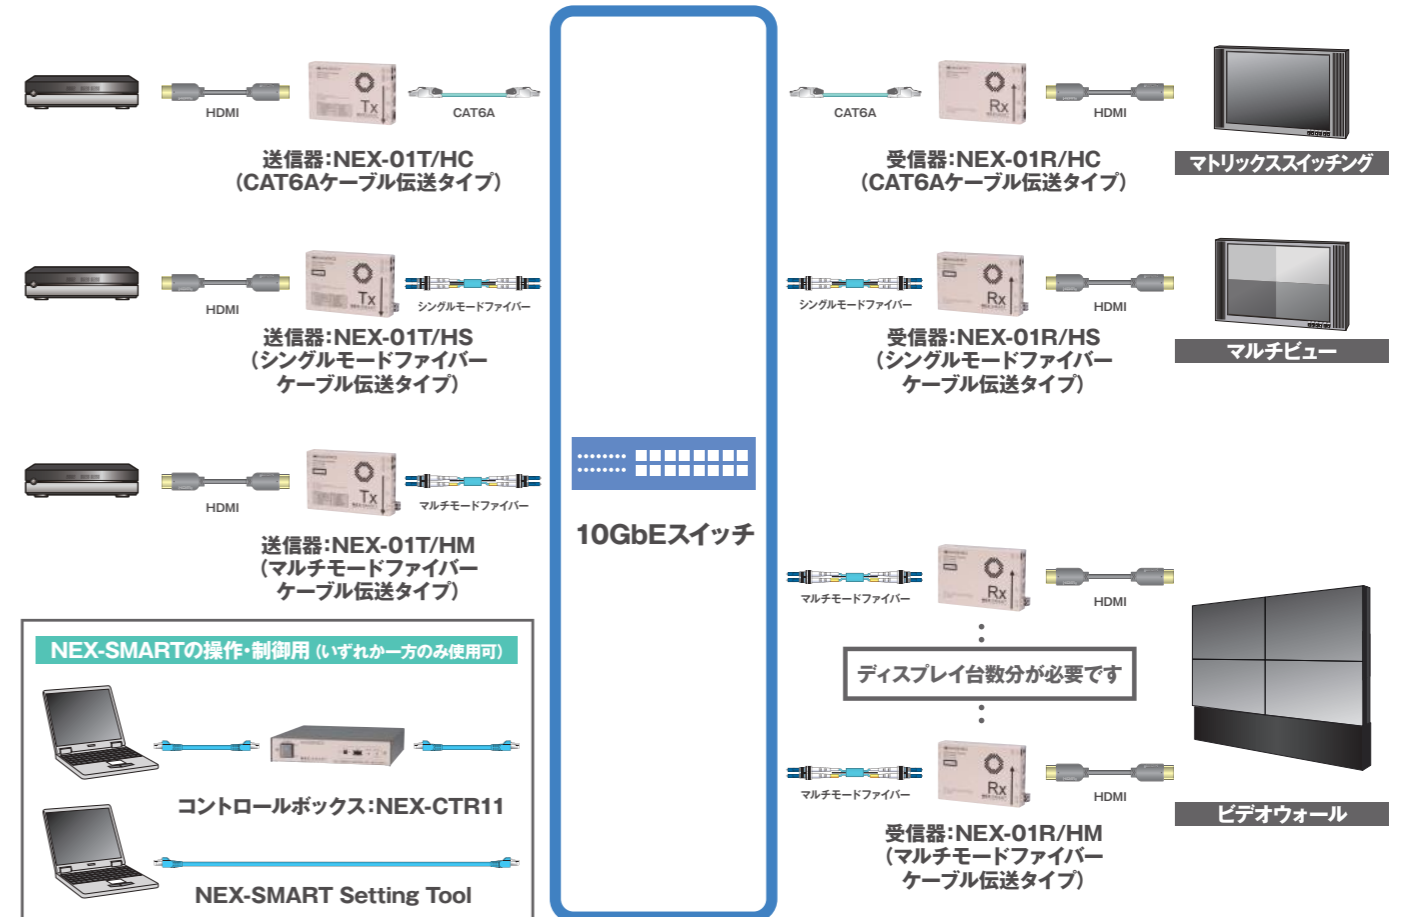 HDMI
Tx
CAT6A
送信器:NEX-01T/HC
(CAT6Aケーブル伝送タイプ)
HDMI
Tx
シングルモードファイバー
送信器:NEX-01T/HS
(シングルモードファイバー
ケーブル伝送タイプ)
HDMI
Tx
マルチモードファイバー
送信器:NEX-01T/HM
(マルチモードファイバー
ケーブル伝送タイプ)
NEX-SMARTの操作・制御用(いずれか一方のみ使用可)
コントロールボックス:NEX-CTR11
NEX-SMART Setting Tool
10GbEスイッチ
CAT6A
Rx
HDMI
受信器:NEX-01R/HC
(CAT6Aケーブル伝送タイプ)
マトリックススイッチング
シングルモードファイバー
Rx
HDMI
受信器:NEX-01R/HS
(シングルモードファイバー
ケーブル伝送タイプ)
マルチビュー
マルチモードファイバー
Rx
HDMI
ディスプレイ台数分が必要です
マルチモードファイバー
Rx
HDMI
受信器:NEX-01R/HM
(マルチモードファイバー
ケーブル伝送タイプ)
ビデオウォール